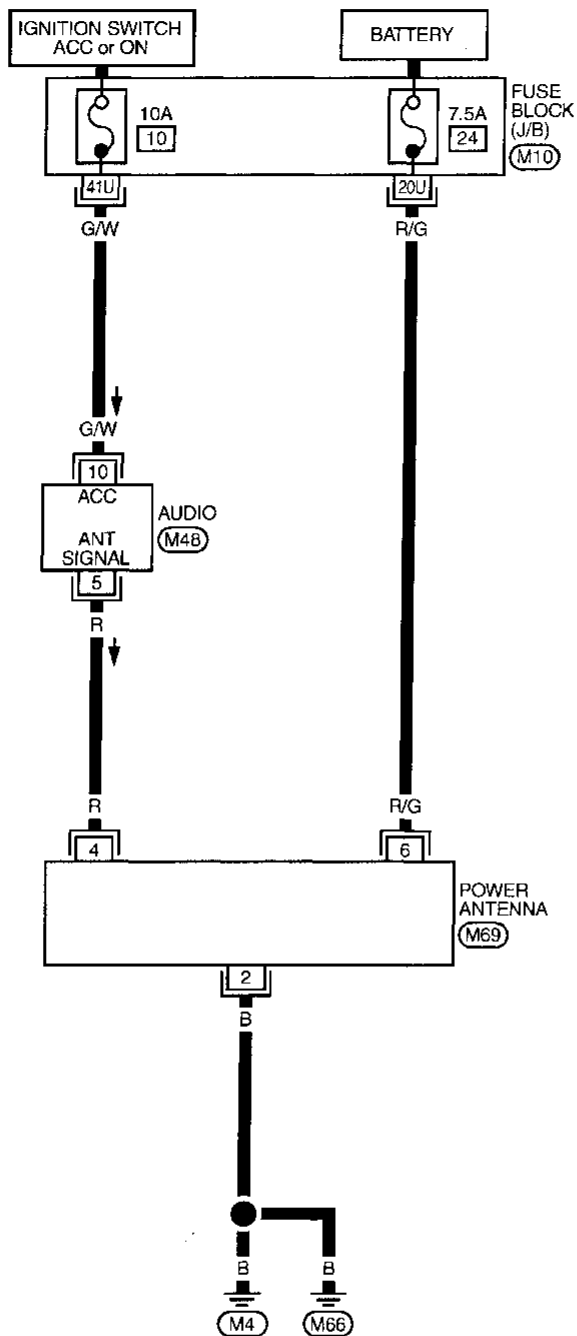 IGNITION SWITCH
ACC or ON
BATTERY
10A
10
7.5A
24
FUSE
BLOCK
(J/B)
M10
41U
20U
G/W
R/G
G/W
10
ACC
ANT
SIGNAL
5
AUDIO
M48
R
R
R/G
4
6
POWER
ANTENNA
M69
2
B
B
B
M4
M66